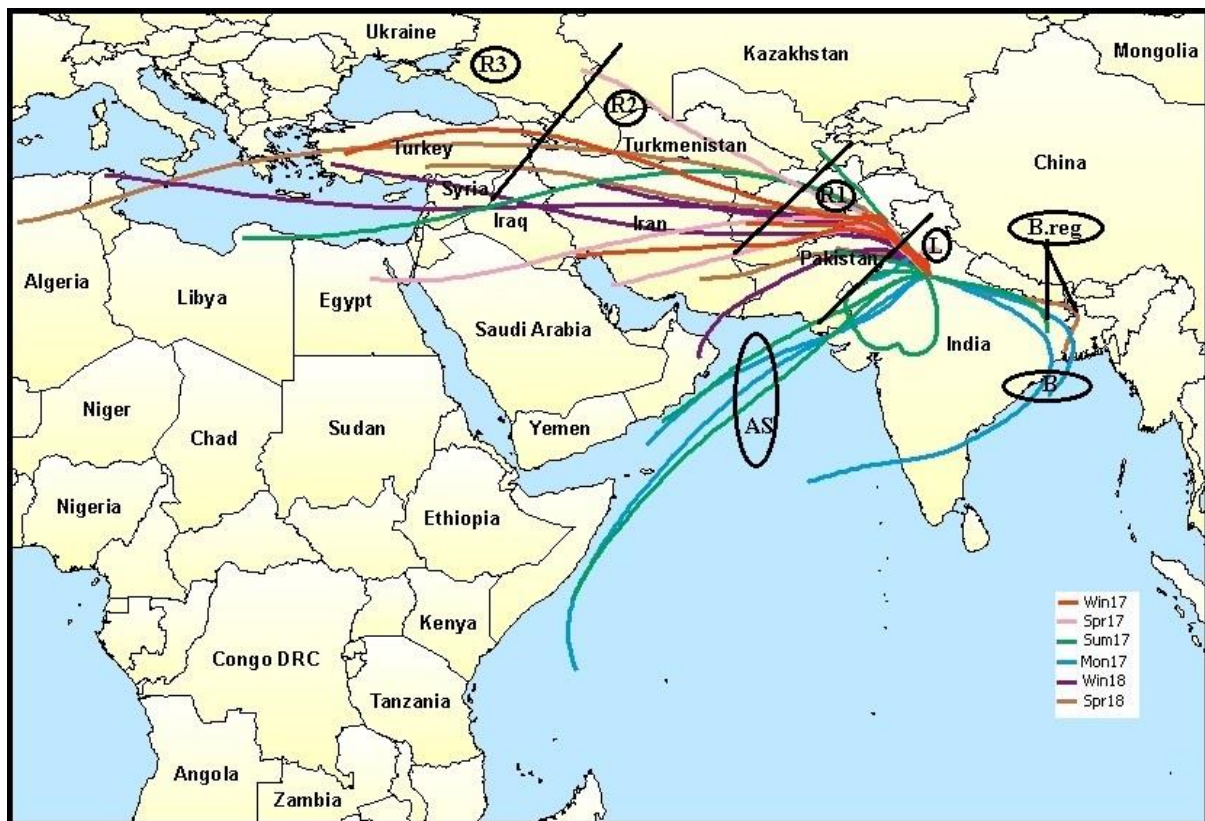 Ukraine
R3
Kazakhstan
Mongolia
R2
Turkey
Turkmenistan
China
Syria
R1
Iraq
Iran
B.reg
L
Pakistan
Algeria
Libya
Egypt
Saudi Arabia
India
B
Niger
Chad
Sudan
Yemen
AS
Nigeria
Ethiopia
Win17
Spr17
Sum17
Mon17
Win18
Spr18
Kenya
Congo DRC
Tanzania
Angola
Zambia